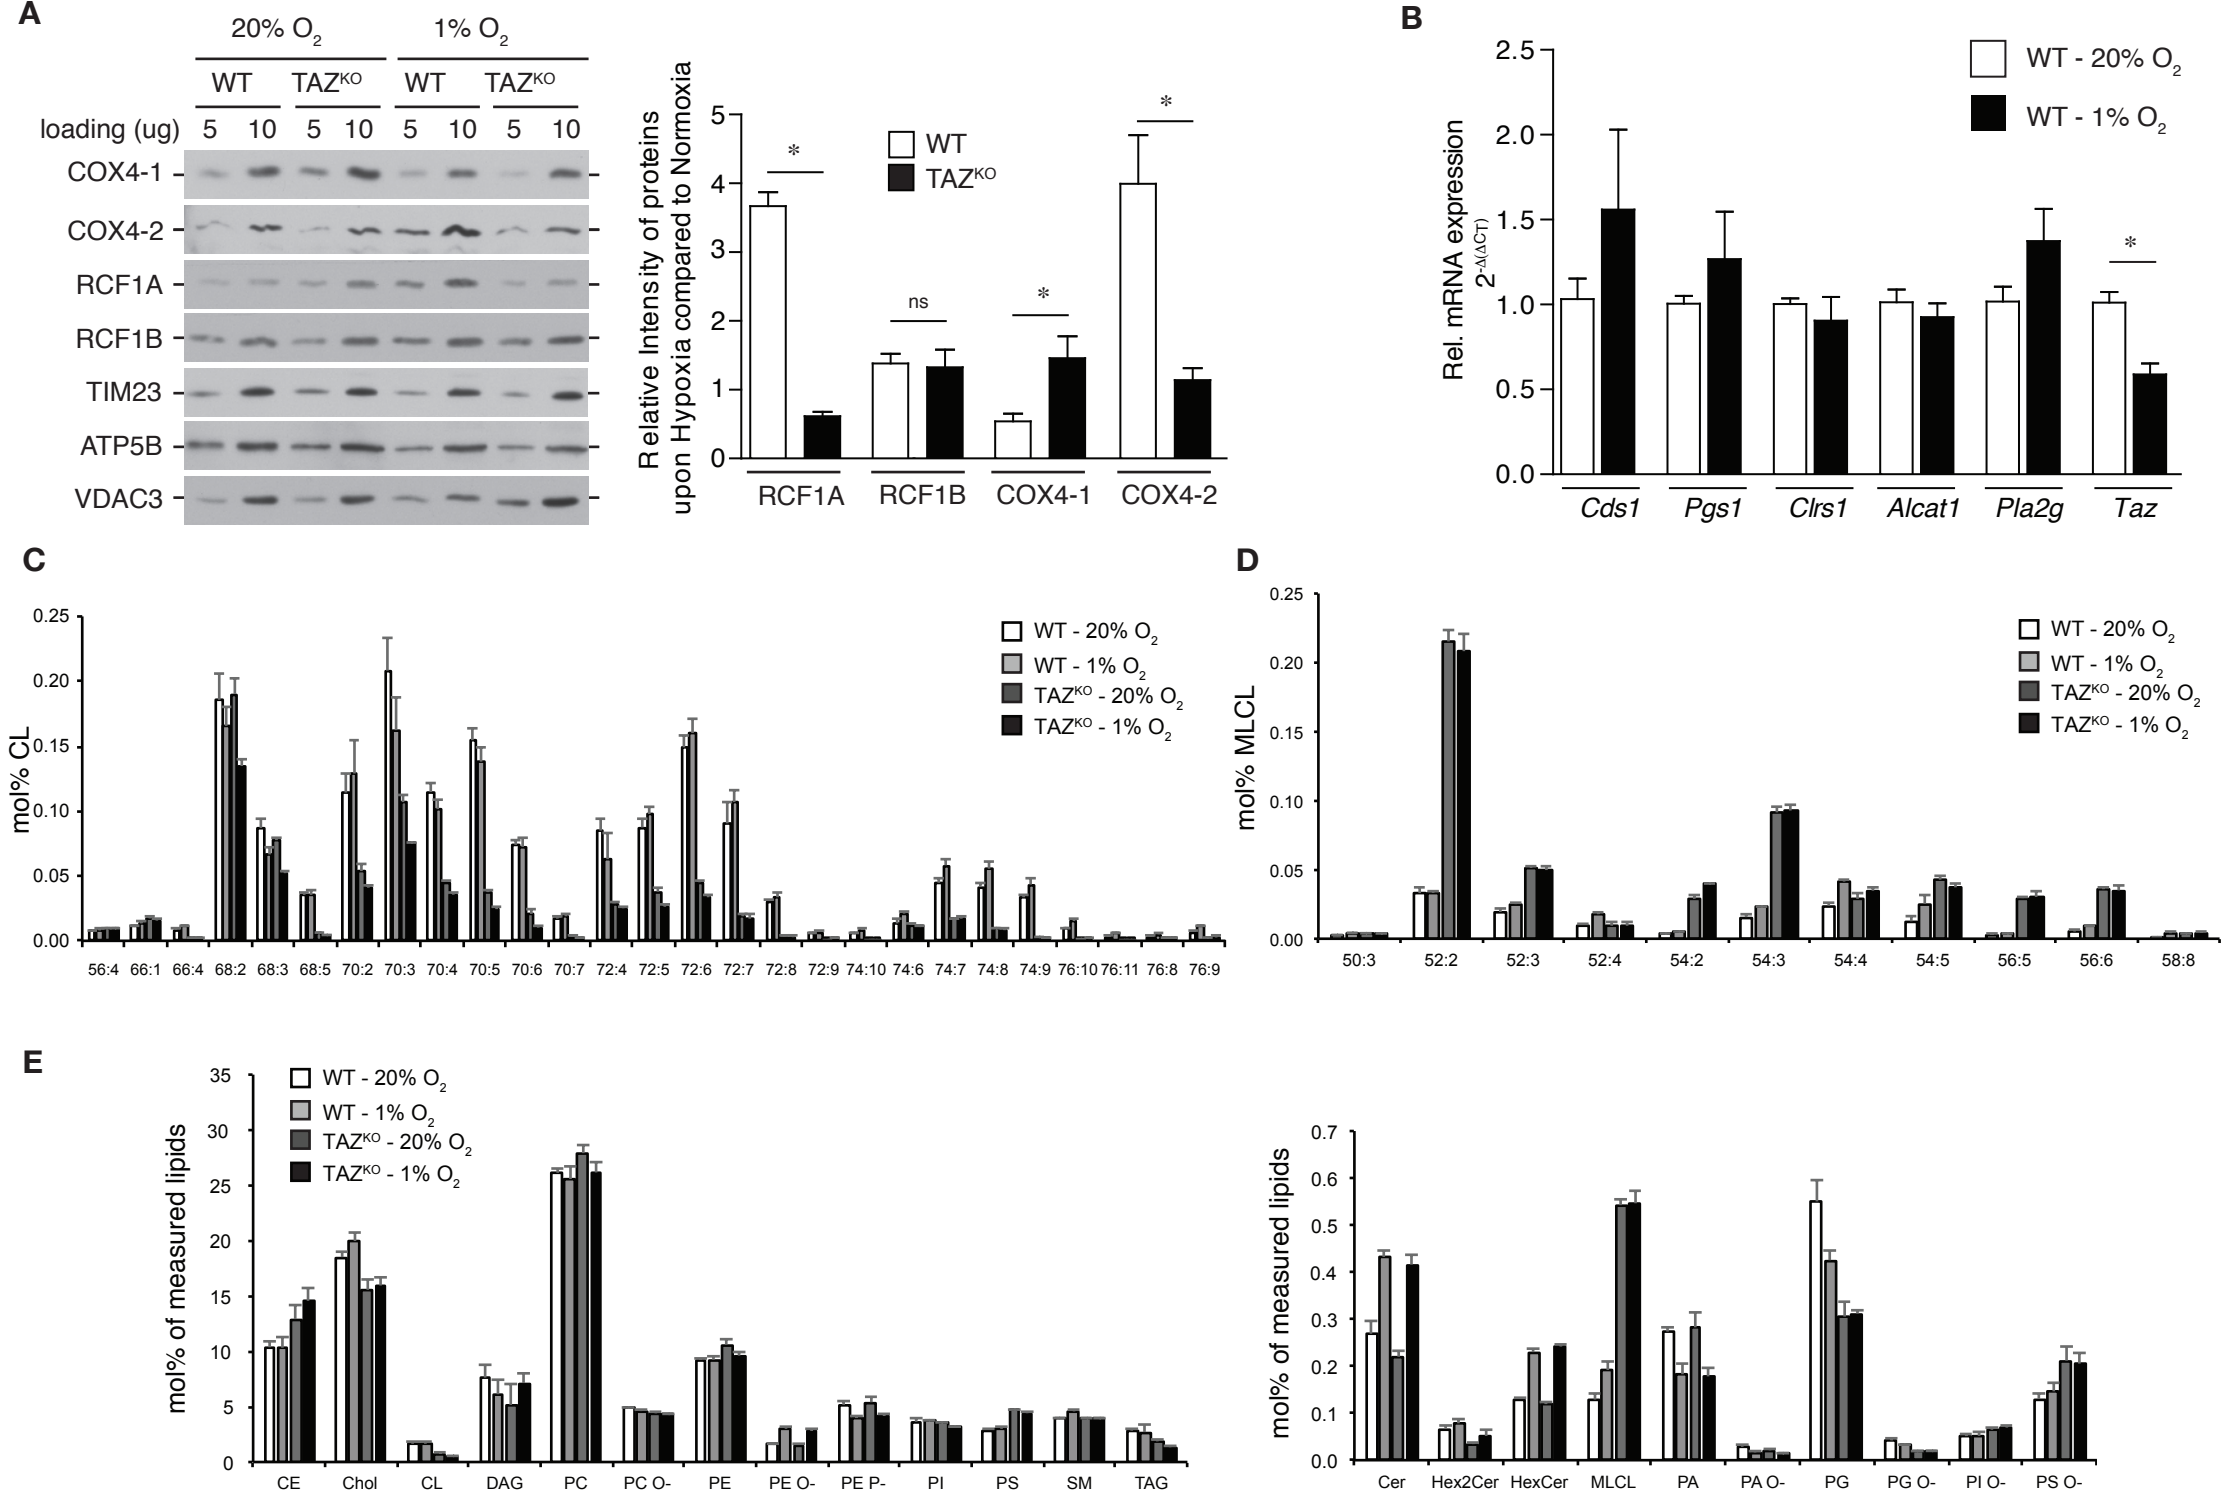 A
20% O2 1% O2
WT TAZKO WT TAZKO
loading (ug) 5 10 5 10 5 10 5 10
COX4-1
COX4-2
RCF1A
RCF1B
TIM23
ATP5B
VDAC3
Relative Intensity of proteins
upon Hypoxia compared to Normoxia
5
4
3
2
1
0
WT
TAZKO
* ns * *
RCF1A RCF1B COX4-1 COX4-2
B
Rel. mRNA expression
2-Δ(ΔCT)
2.5
2.0
1.5
1.0
0.5
0.0
WT - 20% O2
WT - 1% O2
*
Cds1 Pgs1 Clrs1 Alcat1 Pla2g Taz
C
mol% CL
0.25
0.20
0.15
0.10
0.05
0.00
WT - 20% O2
WT - 1% O2
TAZKO - 20% O2
TAZKO - 1% O2
56:4 66:1 66:4 68:2 68:3 68:5 70:2 70:3 70:4 70:5 70:6 70:7 72:4 72:5 72:6 72:7 72:8 72:9 74:10 74:6 74:7 74:8 74:9 76:10 76:11 76:8 76:9
D
mol% MLCL
0.25
0.20
0.15
0.10
0.05
0.00
WT - 20% O2
WT - 1% O2
TAZKO - 20% O2
TAZKO - 1% O2
50:3 52:2 52:3 52:4 54:2 54:3 54:4 54:5 56:5 56:6 58:8
E
mol% of measured lipids
35
30
25
20
15
10
5
0
WT - 20% O2
WT - 1% O2
TAZKO - 20% O2
TAZKO - 1% O2
CE Chol CL DAG PC PC O- PE PE O- PE P- PI PS SM TAG
mol% of measured lipids
0.7
0.6
0.5
0.4
0.3
0.2
0.1
0.0
Cer Hex2Cer HexCer MLCL PA PA O- PG PG O- PI O- PS O-